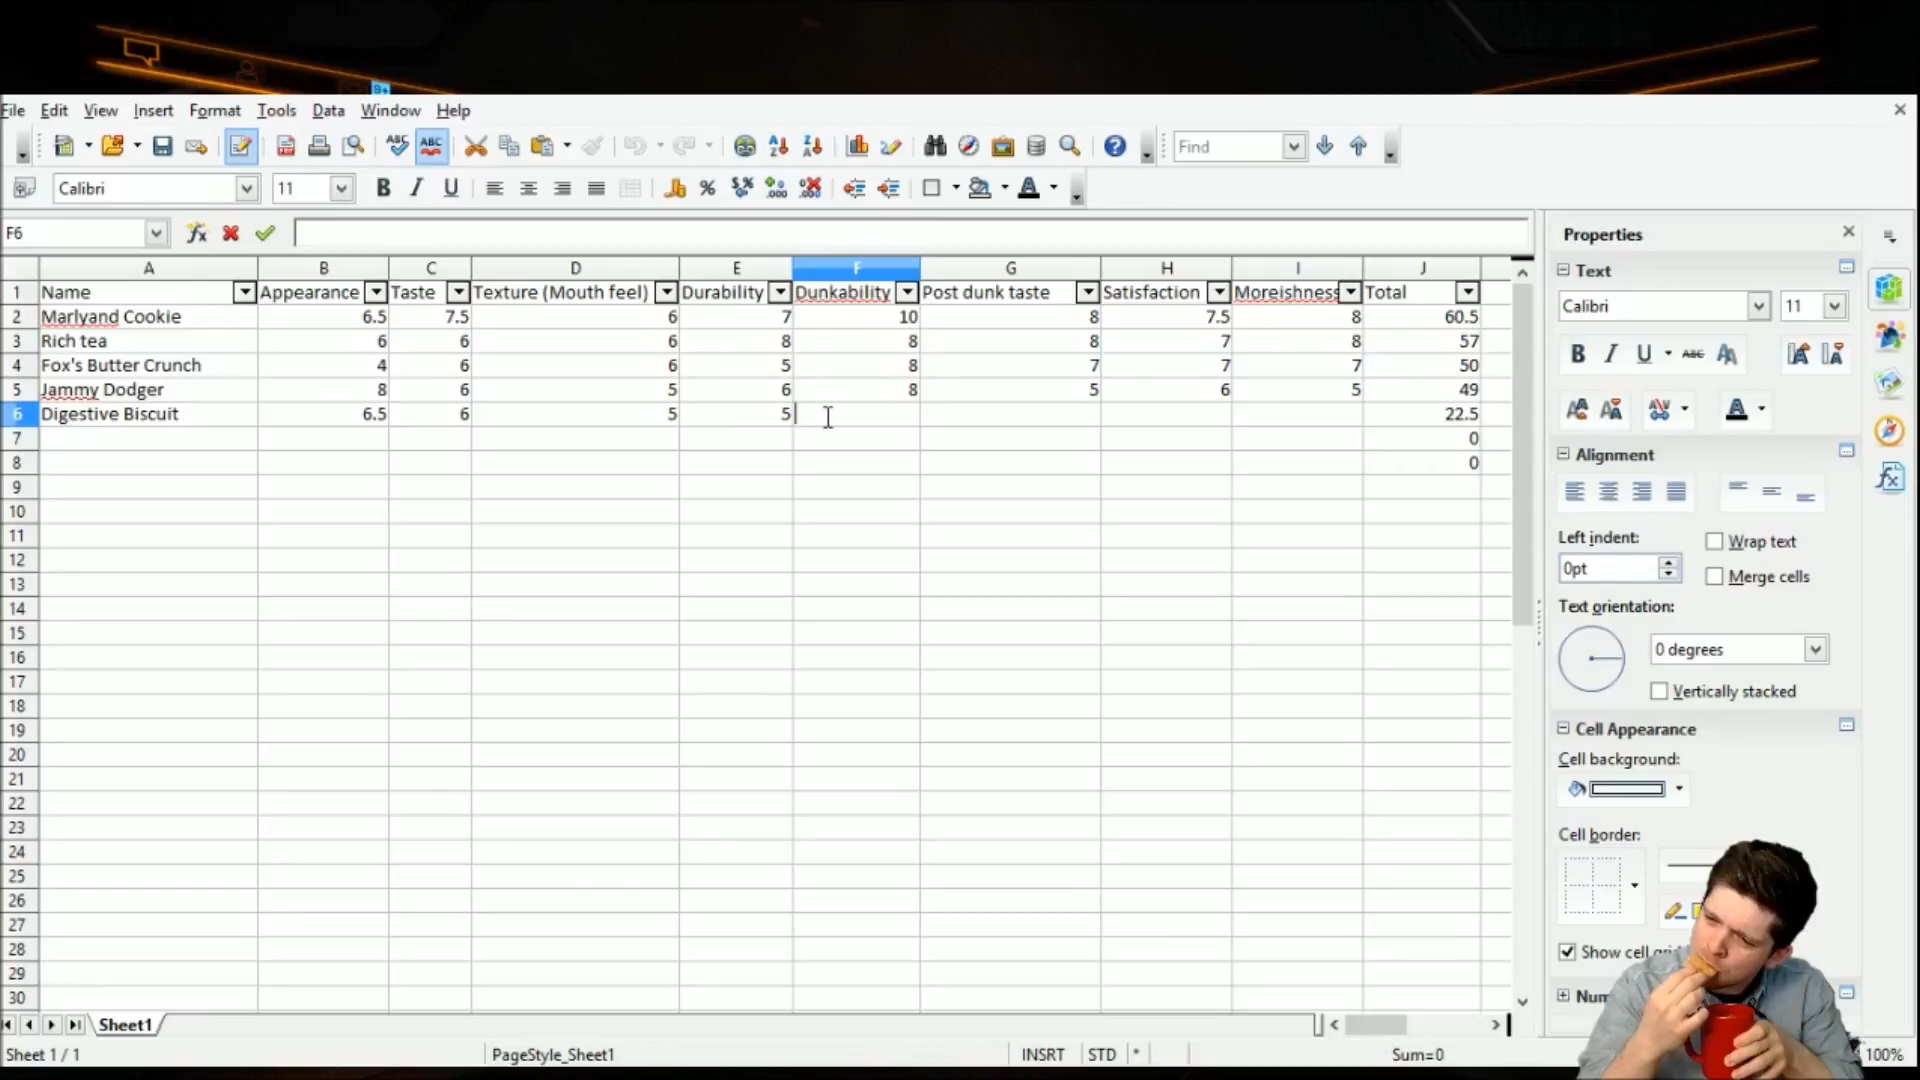 9+
File Edit View Insert Format Tools Data Window Help
ABC ABC Find
Calibri 11 B I U
F6
Properties
A B C D E F G H I J
1 Name Appearance Taste Texture (Mouth feel) Durability Dunkability Post dunk taste Satisfaction Moreishness Total
2 Marlyand Cookie 6.5 7.5 6 7 10 8 7.5 8 60.5
3 Rich tea 6 6 6 8 8 8 7 8 57
4 Fox's Butter Crunch 4 6 6 5 8 7 7 7 50
5 Jammy Dodger 8 6 5 6 8 5 6 5 49
6 Digestive Biscuit 6.5 6 5 5 22.5
7 0
8 0
9
10
11
12
13
14
15
16
17
18
19
20
21
22
23
24
25
26
27
28
29
30
Text
Calibri 11
B I U ABC
Alignment
Left indent:
0pt
Wrap text
Merge cells
Text orientation:
0 degrees
Vertically stacked
Cell Appearance
Cell background:
Cell border:
Show cell
Sheet1
Sheet 1 / 1 PageStyle_Sheet1 INSRT STD * Sum=0 100%